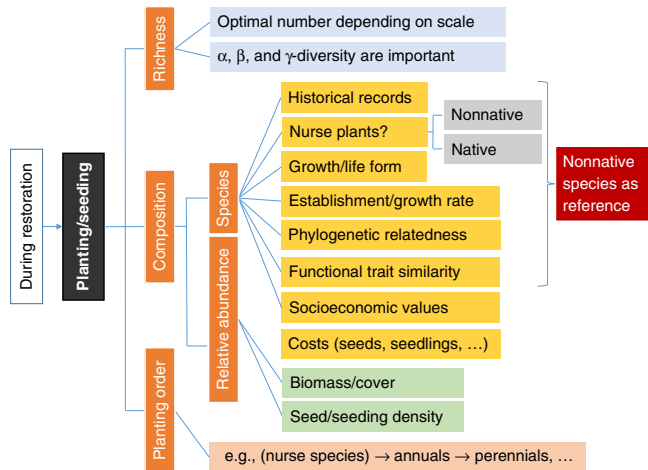 During restoration
Planting/seeding
Richness
Optimal number depending on scale
α, β, and γ-diversity are important
Composition
Species
Historical records
Nurse plants?
Nonnative
Native
Growth/life form
Establishment/growth rate
Phylogenetic relatedness
Functional trait similarity
Socioeconomic values
Costs (seeds, seedlings, …)
Nonnative
species as
reference
Relative abundance
Biomass/cover
Seed/seeding density
Planting order
e.g., (nurse species) → annuals → perennials, …